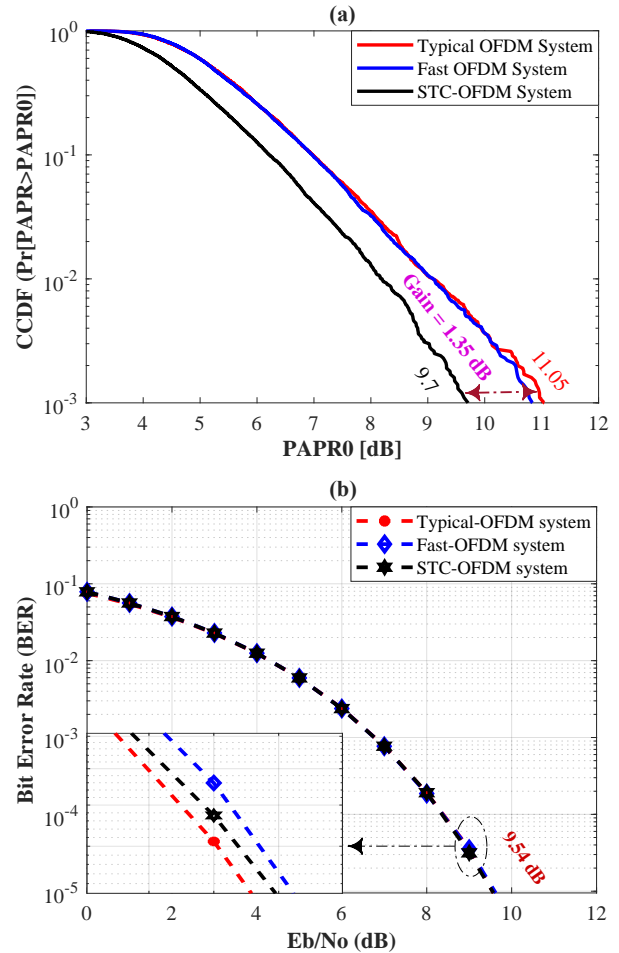 (a)
Typical OFDM System
Fast OFDM System
STC-OFDM System
CCDF (Pr[PAPR>PAPR0])
10^0
10^-1
10^-2
10^-3
Gain = 1.35 dB
9.7
11.05
3 4 5 6 7 8 9 10 11 12
PAPR0 [dB]
(b)
Typical-OFDM system
Fast-OFDM system
STC-OFDM system
Bit Error Rate (BER)
10^0
10^-1
10^-2
10^-3
10^-4
10^-5
9.54 dB
0 2 4 6 8 10 12
Eb/No (dB)